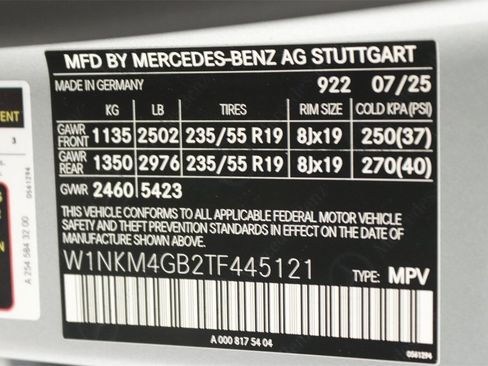 MFD BY MERCEDES-BENZ AG STUTTGART
MADE IN GERMANY 922 07/25
KG LB TIRES RIM SIZE COLD KPA(PSI)
GAWR FRONT 1135 2502 235/55 R19 8Jx19 250(37)
GAWR REAR 1350 2976 235/55 R19 8Jx19 270(40)
GVWR 2460 5423
THIS VEHICLE CONFORMS TO ALL APPLICABLE FEDERAL MOTOR VEHICLE
SAFETY AND THEFT PREVENTION STANDARDS IN EFFECT ON THE DATE
OF MANUFACTURE SHOWN ABOVE.
W1NKM4GB2TF445121 TYPE: MPV
A 000 817 54 04
0561294
3
0561294
A 254 584 32 00